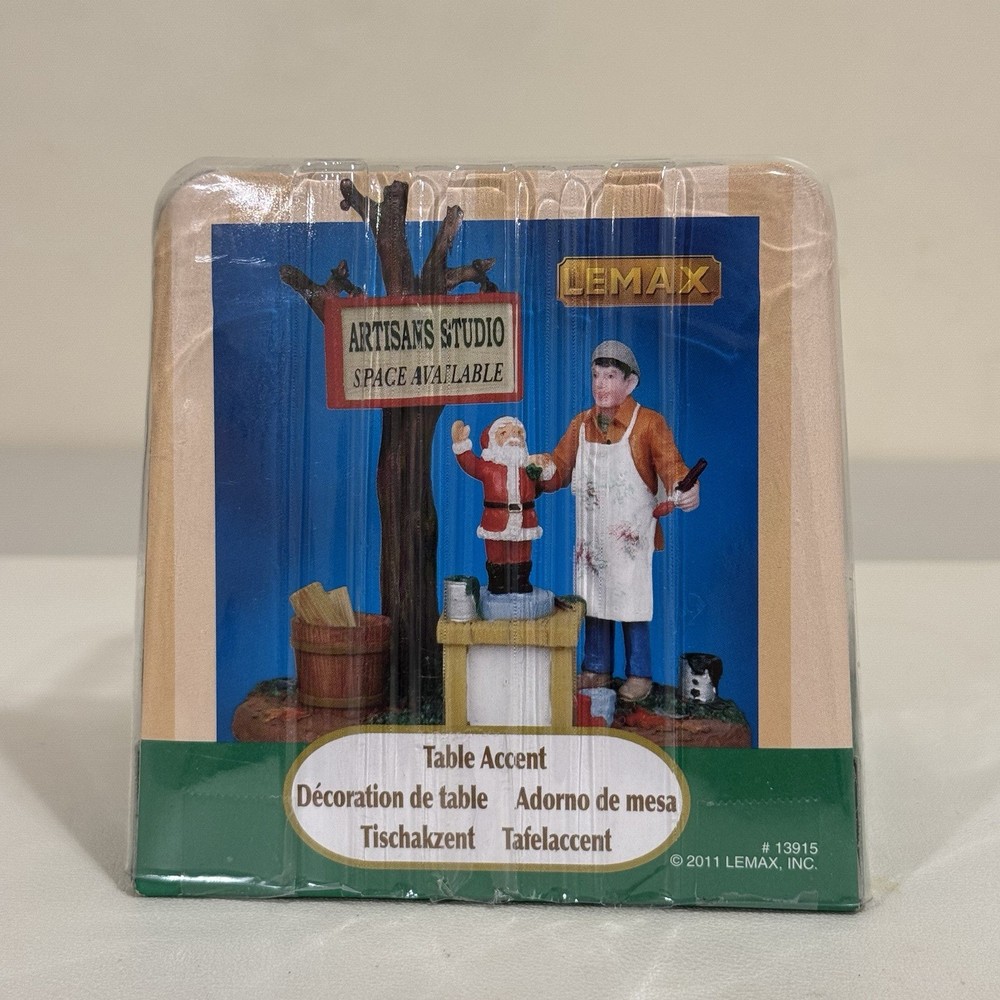 LEMAX
ARTISANS STUDIO
SPACE AVAILABLE
Table Accent
Décoration de table Adorno de mesa
Tischakzent Tafelaccent
# 13915
© 2011 LEMAX, INC.